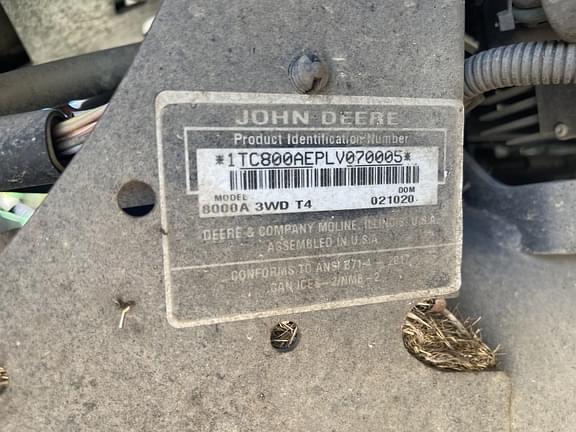 JOHN DEERE
Product Identification Number
*1TC800AEPLV070005*
MODEL DOM
8000A 3WD T4 021020
DEERE & COMPANY MOLINE, ILLINOIS U.S.A.
ASSEMBLED IN U.S.A
CONFORMS TO ANSI B71-4 - 2017
CAN ICES-2/NMB-2